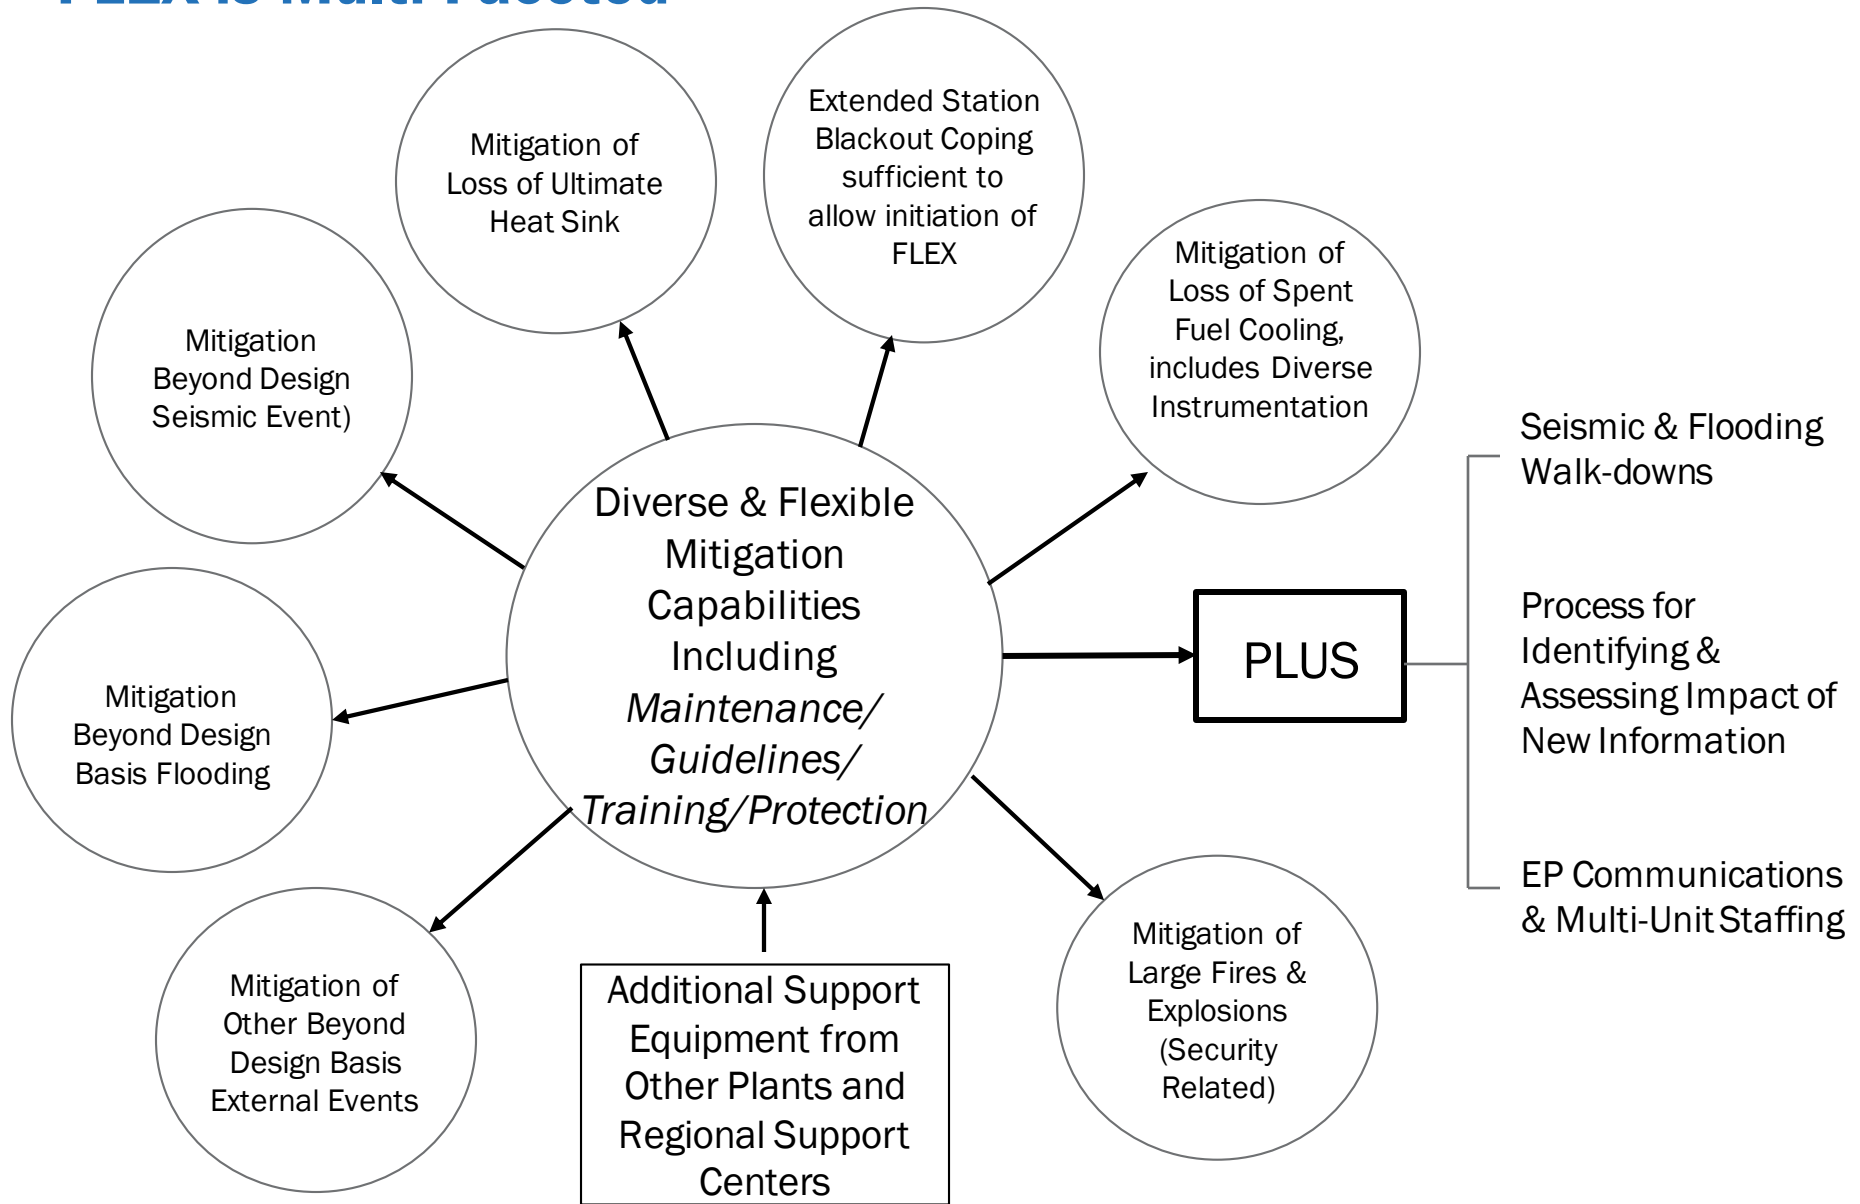 FLEX is Multi-Faceted
Extended Station
Blackout Coping
sufficient to
allow initiation of
FLEX
Mitigation of
Loss of Ultimate
Heat Sink
Mitigation of
Loss of Spent
Fuel Cooling,
includes Diverse
Instrumentation
Mitigation
Beyond Design
Seismic Event)
Seismic & Flooding
Walk-downs
Diverse & Flexible
Mitigation
Capabilities
Including
Maintenance/
Guidelines/
Training/Protection
PLUS
Process for
Identifying &
Assessing Impact of
New Information
Mitigation
Beyond Design
Basis Flooding
EP Communications
& Multi-Unit Staffing
Mitigation of
Large Fires &
Explosions
(Security
Related)
Mitigation of
Other Beyond
Design Basis
External Events
Additional Support
Equipment from
Other Plants and
Regional Support
Centers